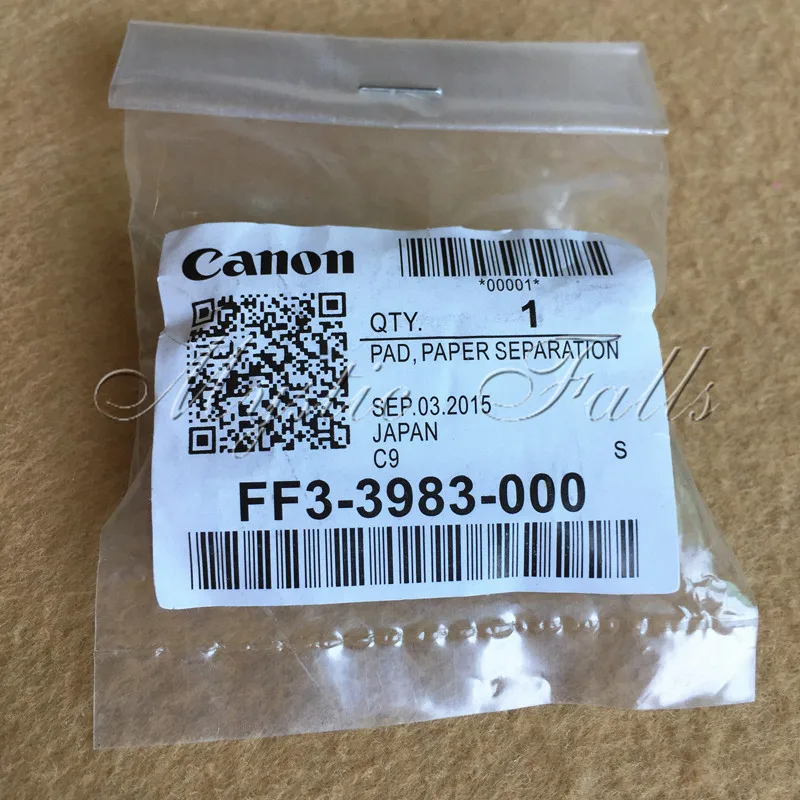 Canon
*00001*
QTY. 1
PAD, PAPER SEPARATION
Mystic Falls
SEP.03.2015
JAPAN
C9 S
FF3-3983-000